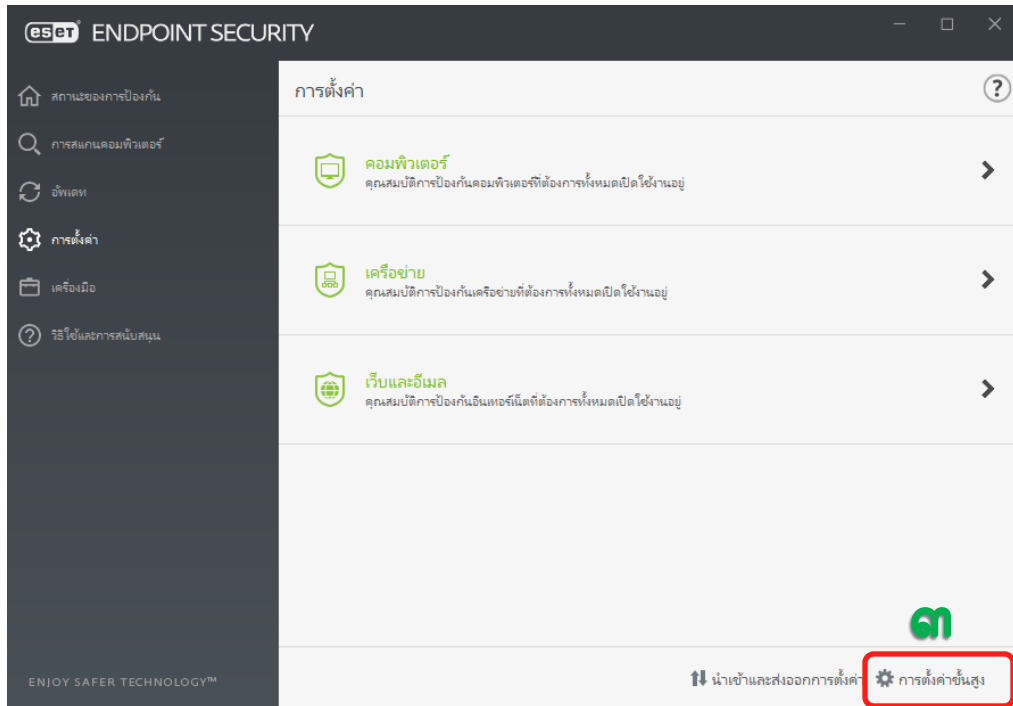 eset ENDPOINT SECURITY
สถานะของการป้องกัน
การสแกนคอมพิวเตอร์
อัพเดท
การตั้งค่า
เครื่องมือ
วิธีใช้และการสนับสนุน
ENJOY SAFER TECHNOLOGY™
การตั้งค่า
?
คอมพิวเตอร์
คุณสมบัติการป้องกันคอมพิวเตอร์ที่ต้องการทั้งหมดเปิดใช้งานอยู่
เครือข่าย
คุณสมบัติการป้องกันเครือข่ายที่ต้องการทั้งหมดเปิดใช้งานอยู่
เว็บและอีเมล
คุณสมบัติการป้องกันอินเทอร์เน็ตที่ต้องการทั้งหมดเปิดใช้งานอยู่
๓
นำเข้าและส่งออกการตั้งค่า การตั้งค่าขั้นสูง